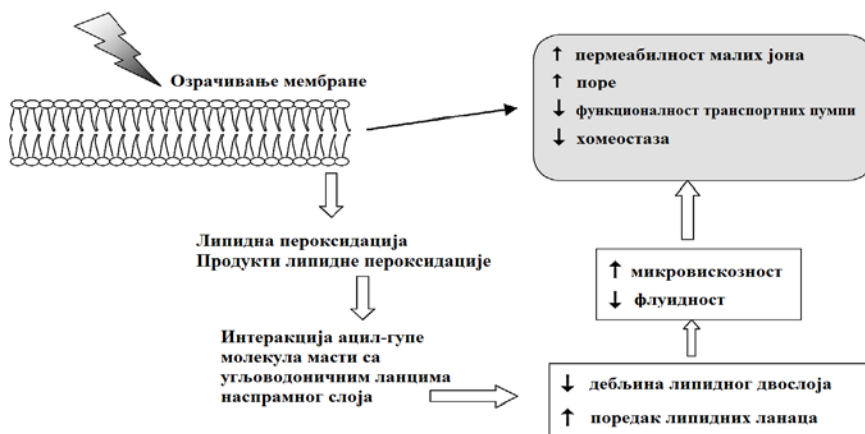 Озрачивање мембране
↑ пермеабилност малих јона
↑ поре
↓ функционалност транспортних пумпи
↓ хомеостаза
Липидна пероксидација
Продукти липидне пероксидације
↑ микровискозност
↓ флуидност
Интеракција ацил-гупе
молекула масти са
угљоводоничним ланцима
наспрамног слоја
↓ дебљина липидног двослоја
↑ поредак липидних ланаца